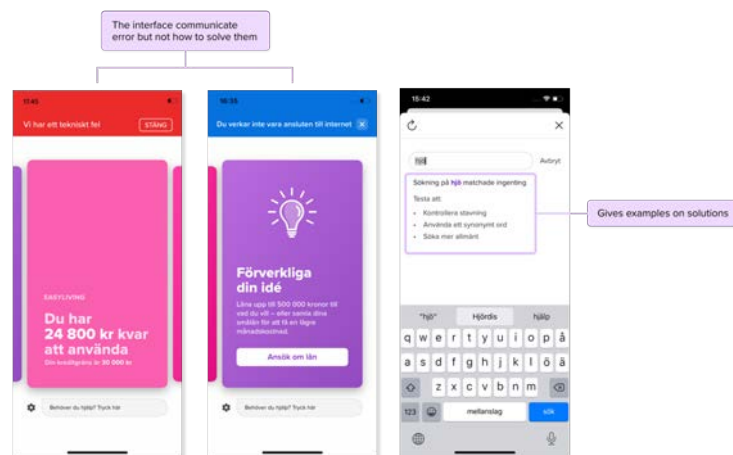 The interface communicate
error but not how to solve them
17:45
Vi har ett tekniskt fel
STÄNG
EASYLIVING
Du har
24 800 kr kvar
att använda
Din kreditgräns är 30 000 kr
Behöver du hjälp? Tryck här
16:35
Du verkar inte vara ansluten till internet
Förverkliga
din idé
Låna upp till 500 000 kronor till
vad du vill – eller samla dina
smålån för att få en lägre
månadskostnad.
Ansök om lån
Behöver du hjälp? Tryck här
15:42
hjö
Avbryt
Sökning på hjö matchade ingenting
Testa att:
• Kontrollera stavning
• Använda ett synonymt ord
• Söka mer allmänt
Gives examples on solutions
"hjö" Hjördis hjälp
q w e r t y u i o p å
a s d f g h j k l ö ä
z x c v b n m
123 mellanslag sök